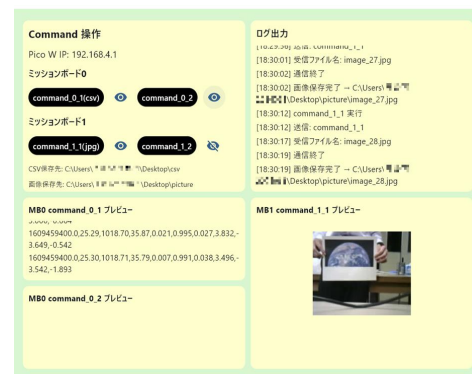 Command 操作
Pico W IP: 192.168.4.1
ミッションボード0
command_0_1(csv)
command_0_2
ミッションボード1
command_1_1(jpg)
command_1_2
CSV保存先: C:\Users\ \Desktop\csv
画像保存先: C:\Users\ \Desktop\picture
ログ出力
[18:29:56] 送信: command_1_1
[18:30:01] 受信ファイル名: image_27.jpg
[18:30:02] 通信終了
[18:30:02] 画像保存完了 → C:\Users\
\Desktop\picture\image_27.jpg
[18:30:12] command_1_1 実行
[18:30:12] 送信: command_1_1
[18:30:17] 受信ファイル名: image_28.jpg
[18:30:19] 通信終了
[18:30:19] 画像保存完了 → C:\Users\
\Desktop\picture\image_28.jpg
MB0 command_0_1 プレビュー
1609459400.0,25.29,1018.70,35.87,0.021,0.995,0.027,3.832,-
3.649,-0.542
1609459400.0,25.30,1018.71,35.79,0.007,0.991,0.038,3.496,-
3.542,-1.893
MB0 command_0_2 プレビュー
MB1 command_1_1 プレビュー